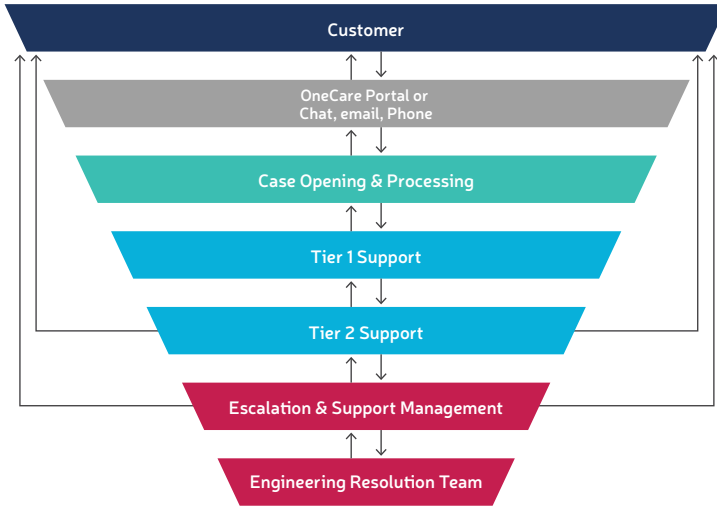 Customer
OneCare Portal or
Chat, email, Phone
Case Opening & Processing
Tier 1 Support
Tier 2 Support
Escalation & Support Management
Engineering Resolution Team